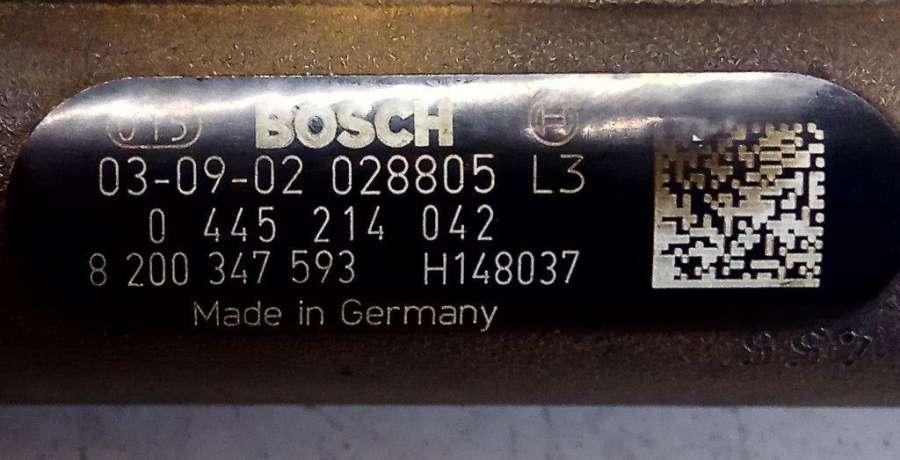 BOSCH
03-09-02 028805 L3
0 445 214 042
8 200 347 593 H148037
Made in Germany